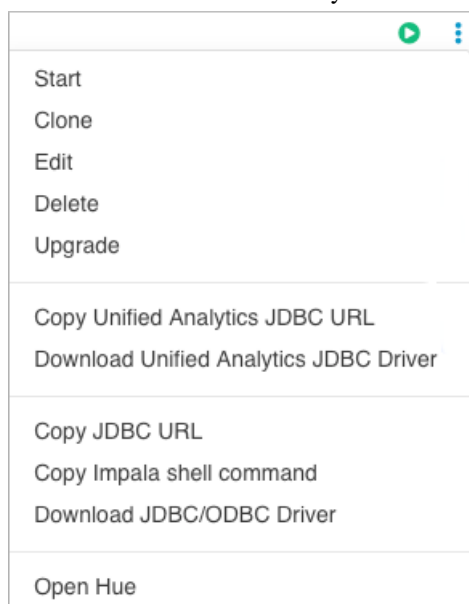 Start
Clone
Edit
Delete
Upgrade
Copy Unified Analytics JDBC URL
Download Unified Analytics JDBC Driver
Copy JDBC URL
Copy Impala shell command
Download JDBC/ODBC Driver
Open Hue